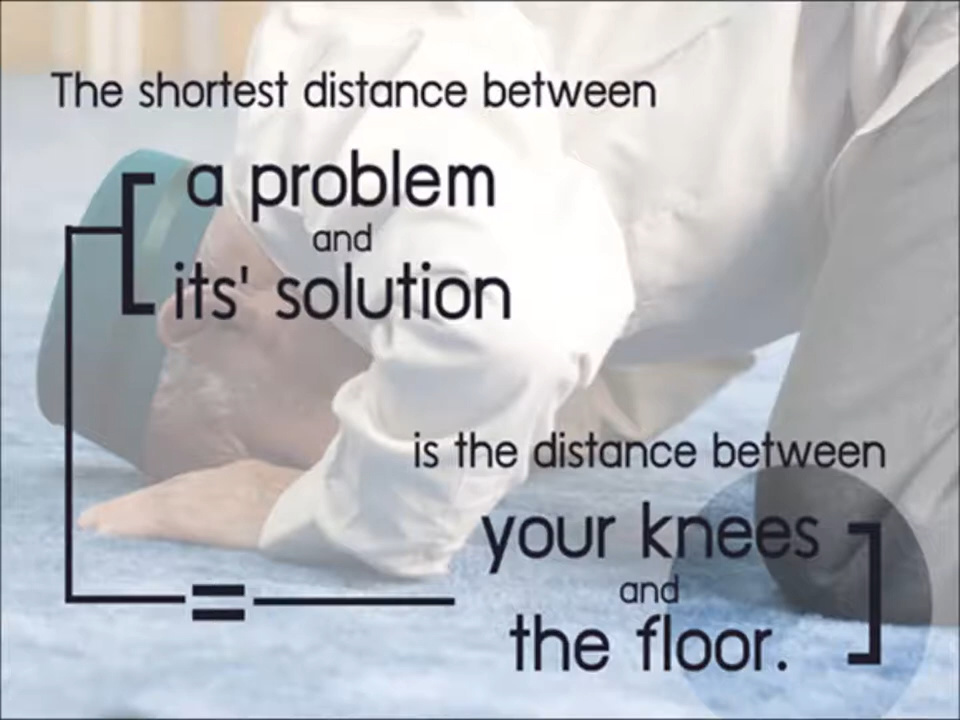 The shortest distance between
a problem
and
its' solution
is the distance between
your knees
and
the floor.